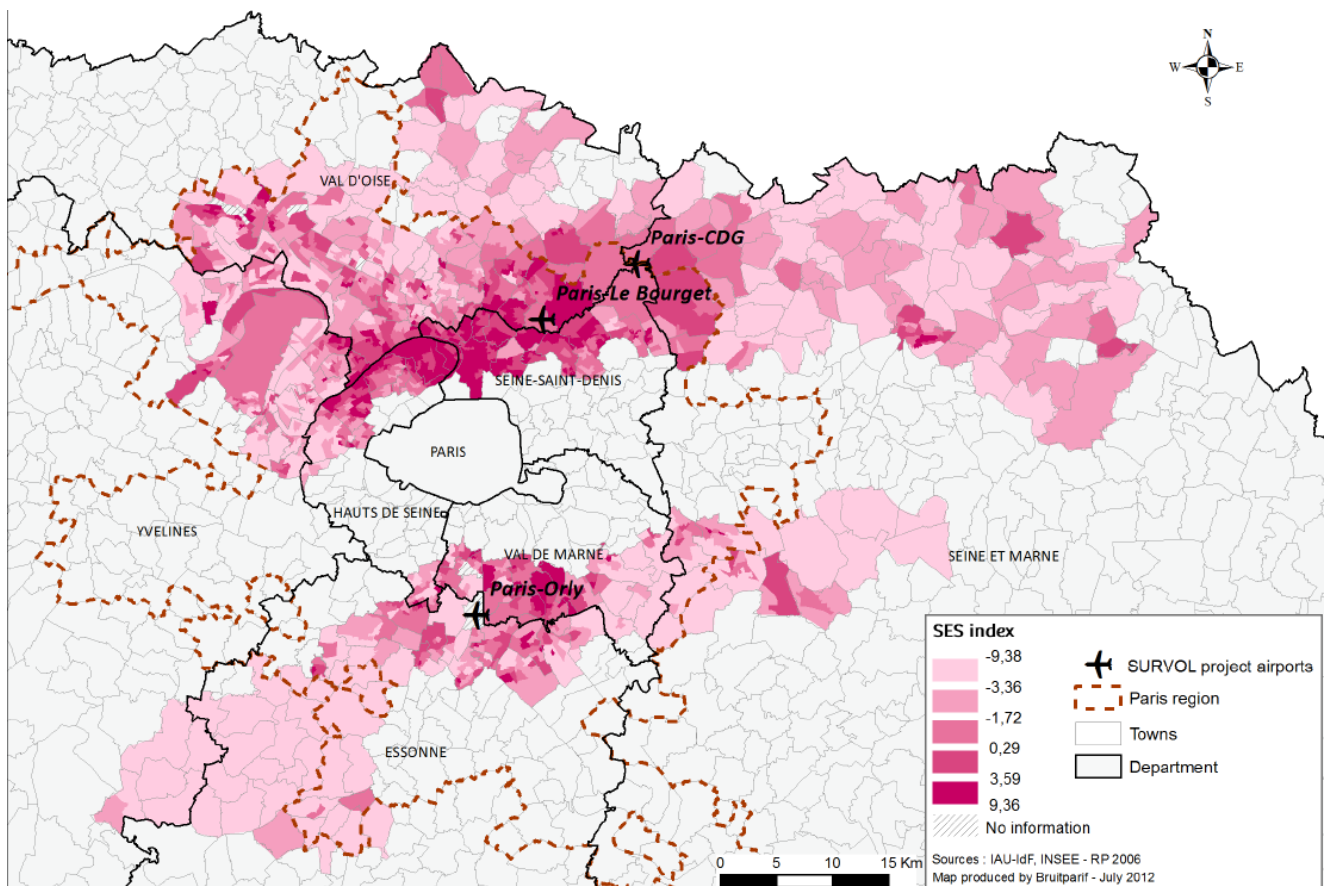 N
W E
S
VAL D'OISE
Paris-CDG
Paris-Le Bourget
SEINE-SAINT-DENIS
PARIS
HAUTS DE SEINE
YVELINES
VAL DE MARNE
SEINE ET MARNE
Paris-Orly
ESSONNE
SES index
-9,38
-3,36
-1,72
0,29
3,59
9,36
No information
SURVOL project airports
Paris region
Towns
Department
0 5 10 15 Km
Sources : IAU-IdF, INSEE - RP 2006
Map produced by Bruitparif - July 2012